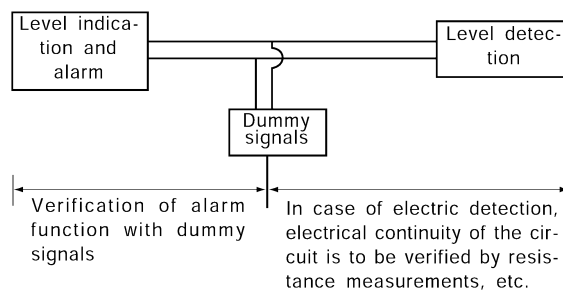 Level indica-
tion and
alarm
Level detec-
tion
Dummy
signals
Verification of alarm
function with dummy
signals
In case of electric detection,
electrical continuity of the cir-
cuit is to be verified by resis-
tance measurements, etc.